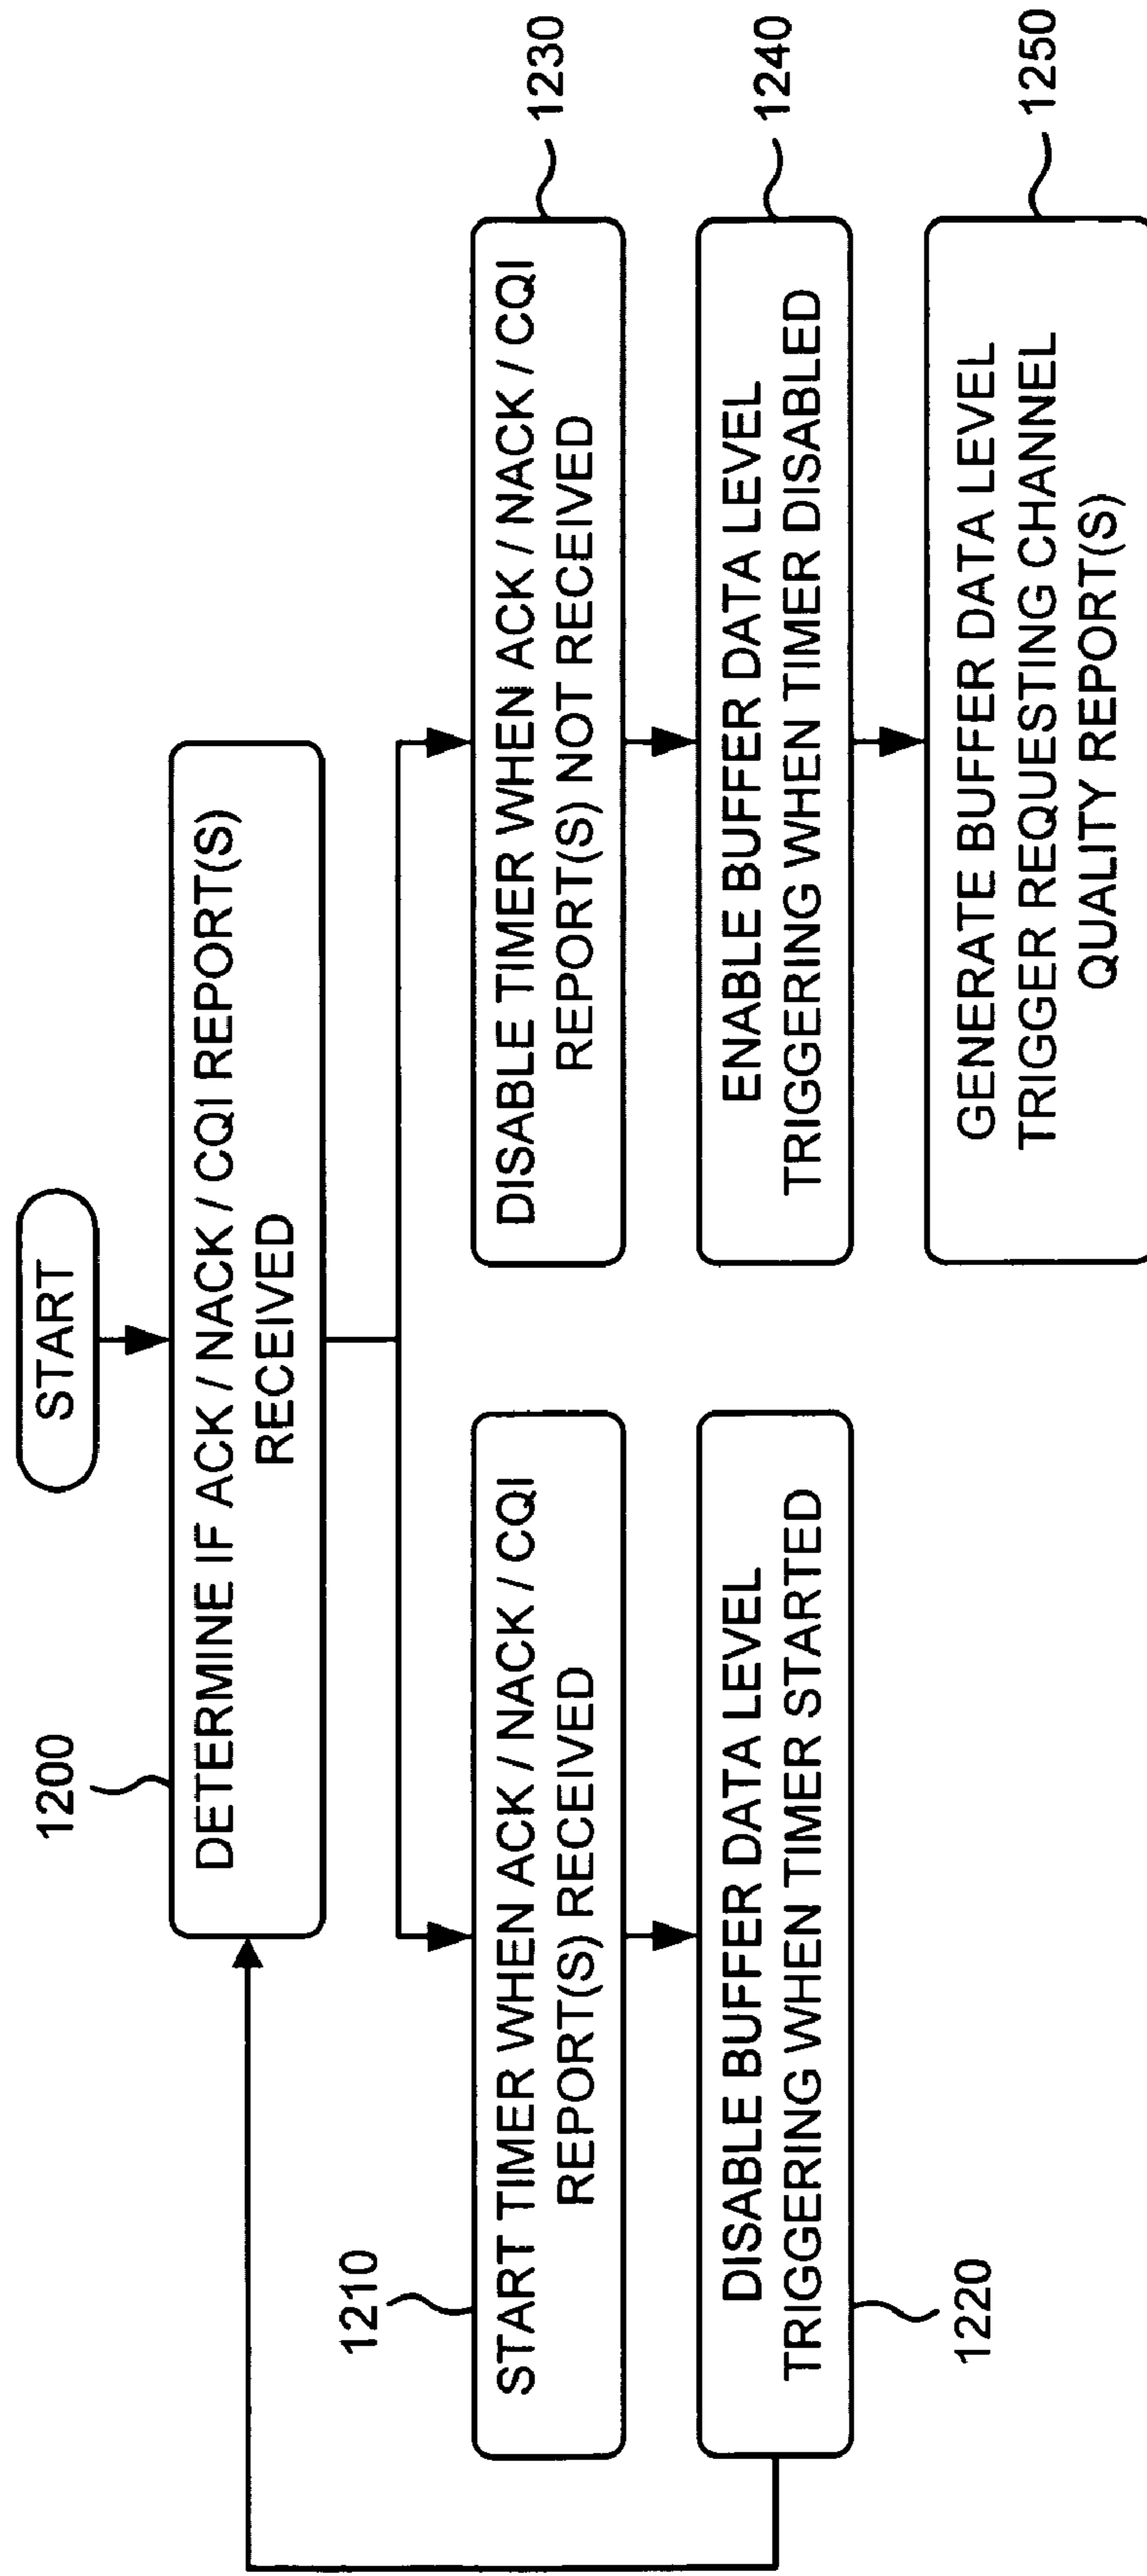 START
1200
DETERMINE IF ACK / NACK / CQI REPORT(S)
RECEIVED
1210
START TIMER WHEN ACK / NACK / CQI
REPORT(S) RECEIVED
DISABLE BUFFER DATA LEVEL
TRIGGERING WHEN TIMER STARTED
1220
DISABLE TIMER WHEN ACK / NACK / CQI
REPORT(S) NOT RECEIVED
1230
ENABLE BUFFER DATA LEVEL
TRIGGERING WHEN TIMER DISABLED
1240
GENERATE BUFFER DATA LEVEL
TRIGGER REQUESTING CHANNEL
QUALITY REPORT(S)
1250